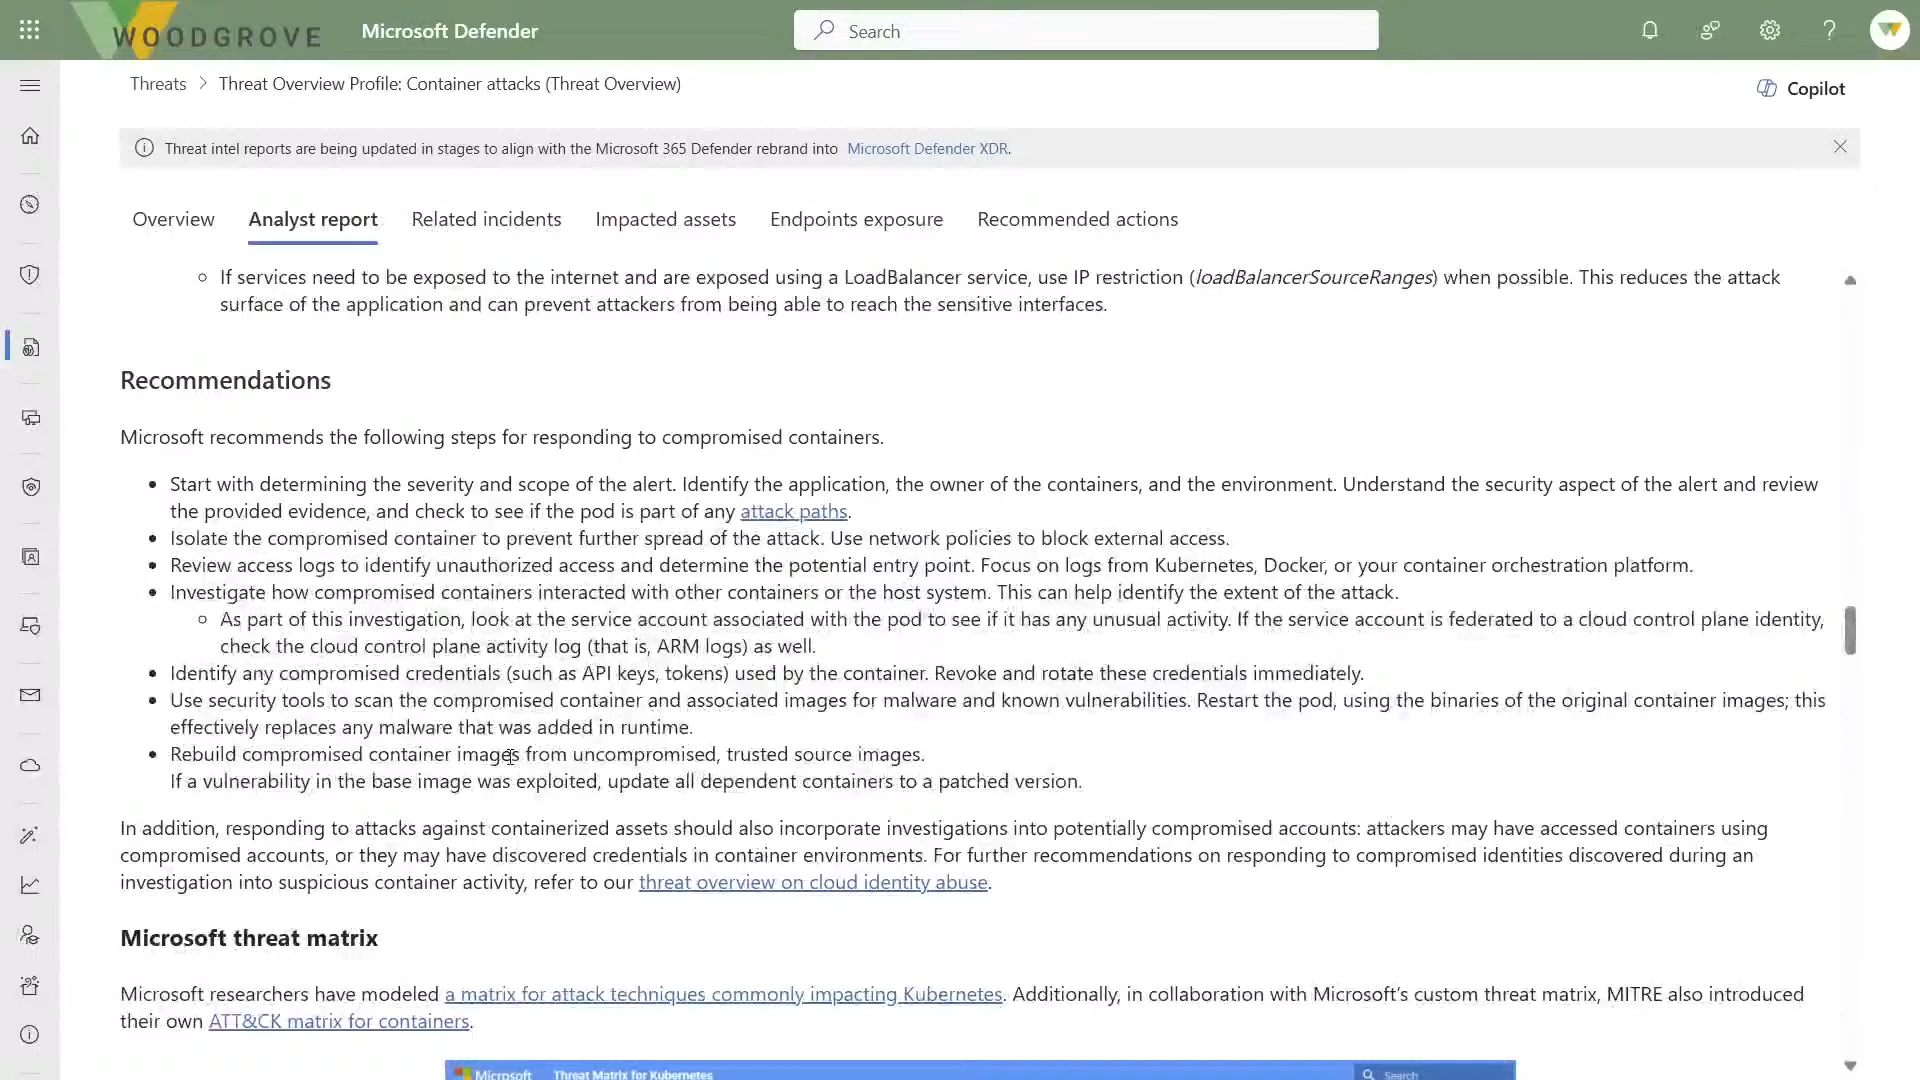 WOODGROVE
Microsoft Defender
Search
Threats
Threat Overview Profile: Container attacks (Threat Overview)
Copilot
Threat intel reports are being updated in stages to align with the Microsoft 365 Defender rebrand into Microsoft Defender XDR.
Overview
Analyst report
Related incidents
Impacted assets
Endpoints exposure
Recommended actions
If services need to be exposed to the internet and are exposed using a LoadBalancer service, use IP restriction (loadBalancerSourceRanges) when possible. This reduces the attack
surface of the application and can prevent attackers from being able to reach the sensitive interfaces.
Recommendations
Microsoft recommends the following steps for responding to compromised containers.
Start with determining the severity and scope of the alert. Identify the application, the owner of the containers, and the environment. Understand the security aspect of the alert and review
the provided evidence, and check to see if the pod is part of any attack paths.
Isolate the compromised container to prevent further spread of the attack. Use network policies to block external access.
Review access logs to identify unauthorized access and determine the potential entry point. Focus on logs from Kubernetes, Docker, or your container orchestration platform.
Investigate how compromised containers interacted with other containers or the host system. This can help identify the extent of the attack.
As part of this investigation, look at the service account associated with the pod to see if it has any unusual activity. If the service account is federated to a cloud control plane identity,
check the cloud control plane activity log (that is, ARM logs) as well.
Identify any compromised credentials (such as API keys, tokens) used by the container. Revoke and rotate these credentials immediately.
Use security tools to scan the compromised container and associated images for malware and known vulnerabilities. Restart the pod, using the binaries of the original container images; this
effectively replaces any malware that was added in runtime.
Rebuild compromised container images from uncompromised, trusted source images.
If a vulnerability in the base image was exploited, update all dependent containers to a patched version.
In addition, responding to attacks against containerized assets should also incorporate investigations into potentially compromised accounts: attackers may have accessed containers using
compromised accounts, or they may have discovered credentials in container environments. For further recommendations on responding to compromised identities discovered during an
investigation into suspicious container activity, refer to our threat overview on cloud identity abuse.
Microsoft threat matrix
Microsoft researchers have modeled a matrix for attack techniques commonly impacting Kubernetes. Additionally, in collaboration with Microsoft's custom threat matrix, MITRE also introduced
their own ATT&CK matrix for containers.
Microsoft
Threat Matrix for Kubernetes
Search